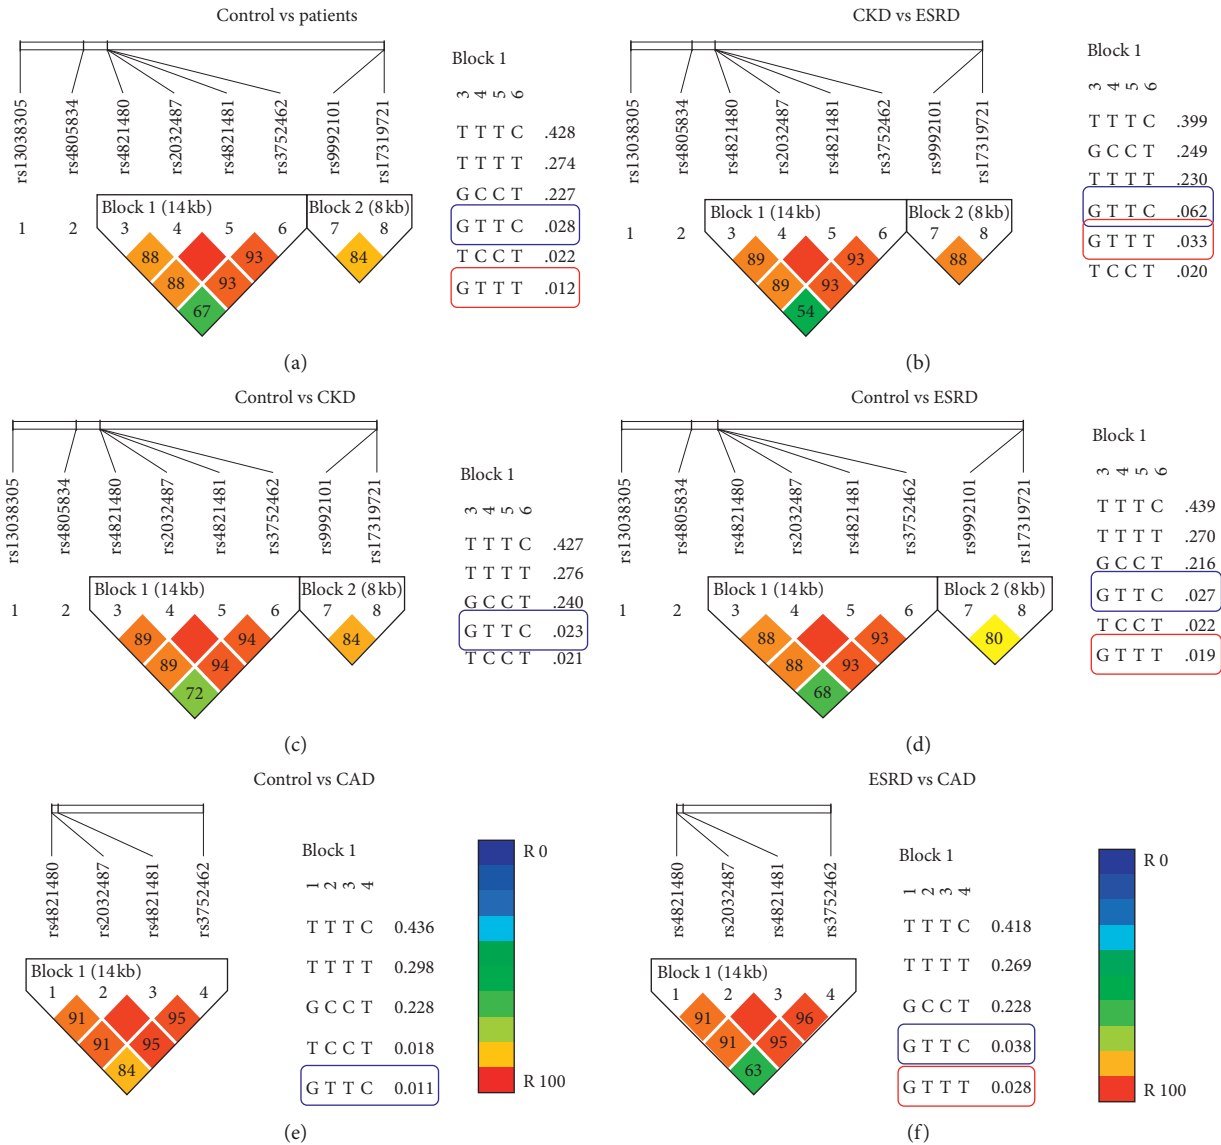 Control vs patients
rs13038305
rs4805834
rs4821480
rs2032487
rs4821481
rs3752462
rs9992101
rs17319721
Block 1 (14 kb)
Block 2 (8 kb)
1 2 3 4 5 6 7 8
88 93 84
88 93
67
Block 1
3 4 5 6
T T T C .428
T T T T .274
G C C T .227
G T T C .028
T C C T .022
G T T T .012
(a)
CKD vs ESRD
rs13038305
rs4805834
rs4821480
rs2032487
rs4821481
rs3752462
rs9992101
rs17319721
Block 1 (14 kb)
Block 2 (8 kb)
1 2 3 4 5 6 7 8
89 93 88
89 93
54
Block 1
3 4 5 6
T T T C .399
G C C T .249
T T T T .230
G T T C .062
G T T T .033
T C C T .020
(b)
Control vs CKD
rs13038305
rs4805834
rs4821480
rs2032487
rs4821481
rs3752462
rs9992101
rs17319721
Block 1 (14 kb)
Block 2 (8 kb)
1 2 3 4 5 6 7 8
89 94 84
89 94
72
Block 1
3 4 5 6
T T T C .427
T T T T .276
G C C T .240
G T T C .023
T C C T .021
(c)
Control vs ESRD
rs13038305
rs4805834
rs4821480
rs2032487
rs4821481
rs3752462
rs9992101
rs17319721
Block 1 (14 kb)
Block 2 (8 kb)
1 2 3 4 5 6 7 8
88 93 80
88 93
68
Block 1
3 4 5 6
T T T C .439
T T T T .270
G C C T .216
G T T C .027
T C C T .022
G T T T .019
(d)
Control vs CAD
rs4821480
rs2032487
rs4821481
rs3752462
Block 1 (14 kb)
1 2 3 4
91 95
91 95
84
Block 1
1 2 3 4
T T T C 0.436
T T T T 0.298
G C C T 0.228
T C C T 0.018
G T T C 0.011
R 0
R 100
(e)
ESRD vs CAD
rs4821480
rs2032487
rs4821481
rs3752462
Block 1 (14 kb)
1 2 3 4
91 96
91 95
63
Block 1
1 2 3 4
T T T C 0.418
T T T T 0.269
G C C T 0.228
G T T C 0.038
G T T T 0.028
R 0
R 100
(f)